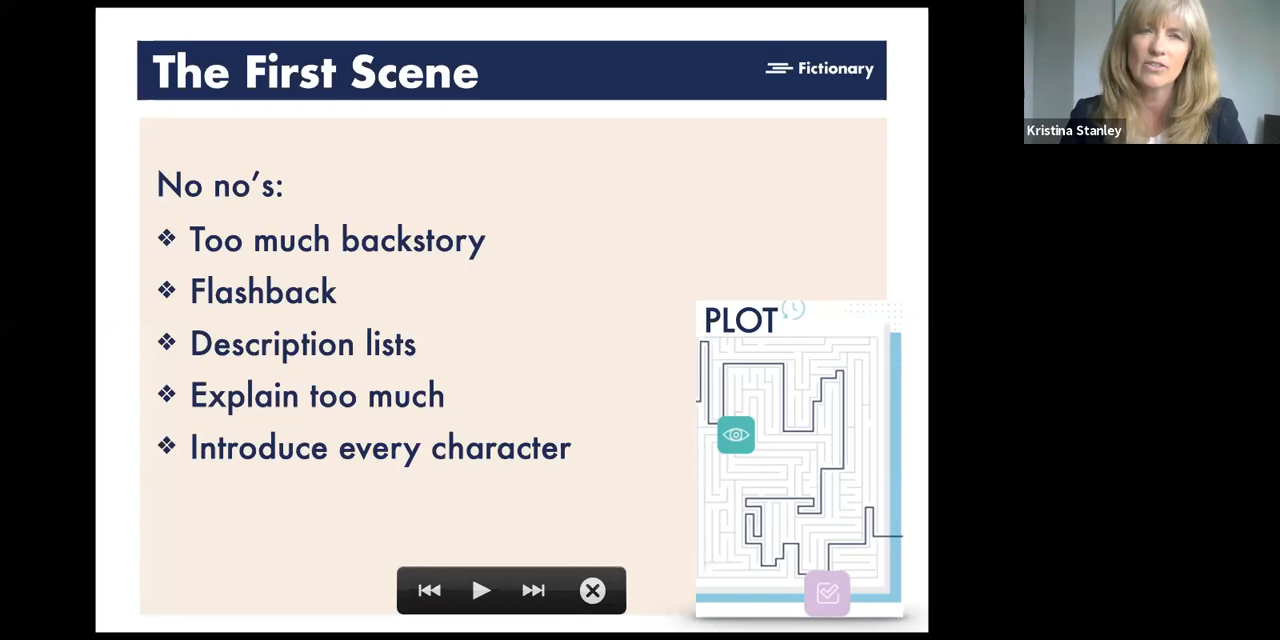 The First Scene
Fictionary
Kristina Stanley
No no's:
❖ Too much backstory
❖ Flashback
❖ Description lists
❖ Explain too much
❖ Introduce every character
PLOT